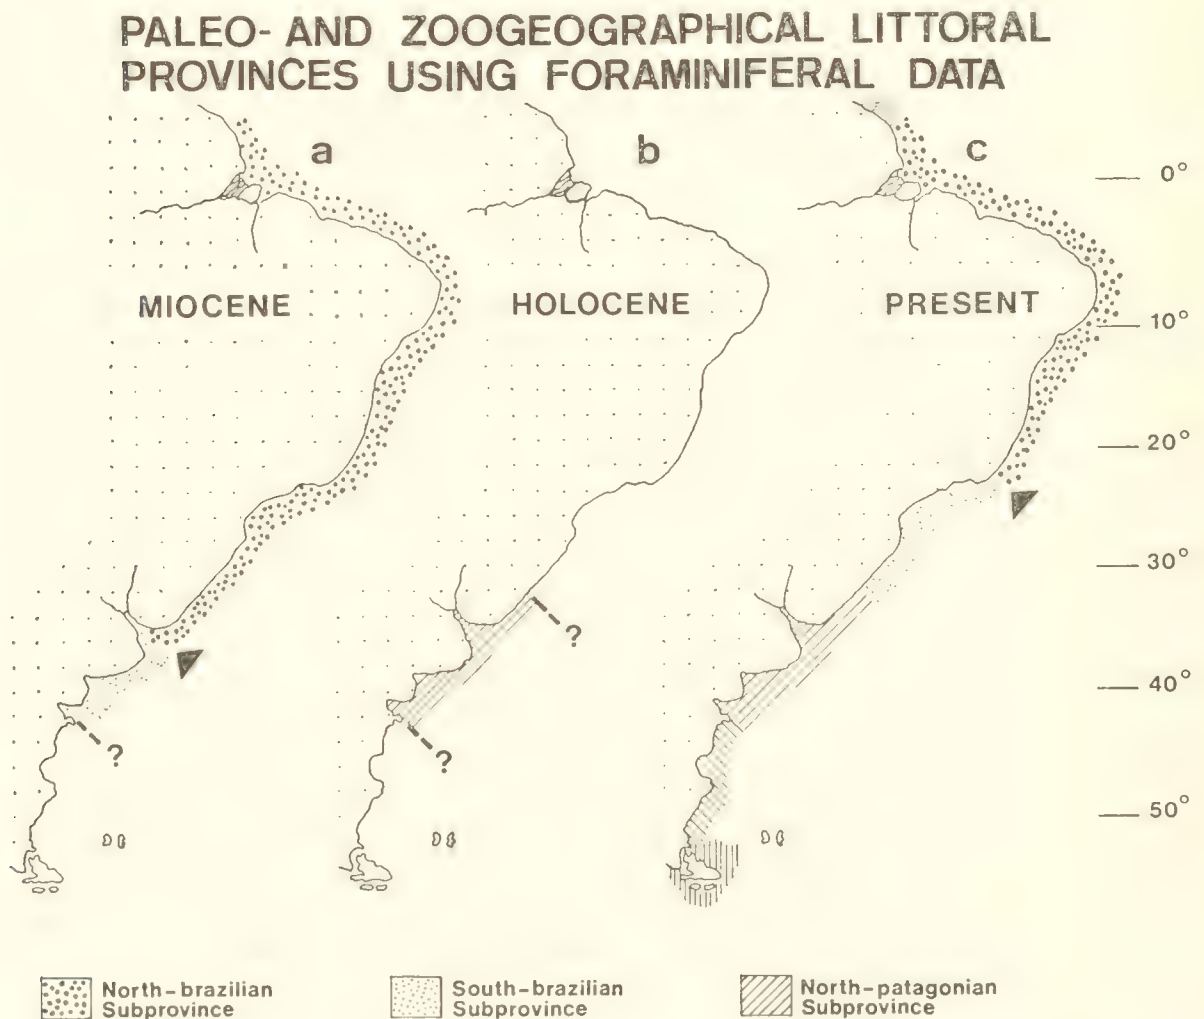 PALEO- AND ZOOGEOGRAPHICAL LITTORAL
PROVINCES USING FORAMINIFERAL DATA
a
b
c
0°
MIOCENE
HOLOCENE
PRESENT
10°
20°
30°
?
?
?
40°
50°
North-brazilian
Subprovince
South-brazilian
Subprovince
North-patagonian
Subprovince